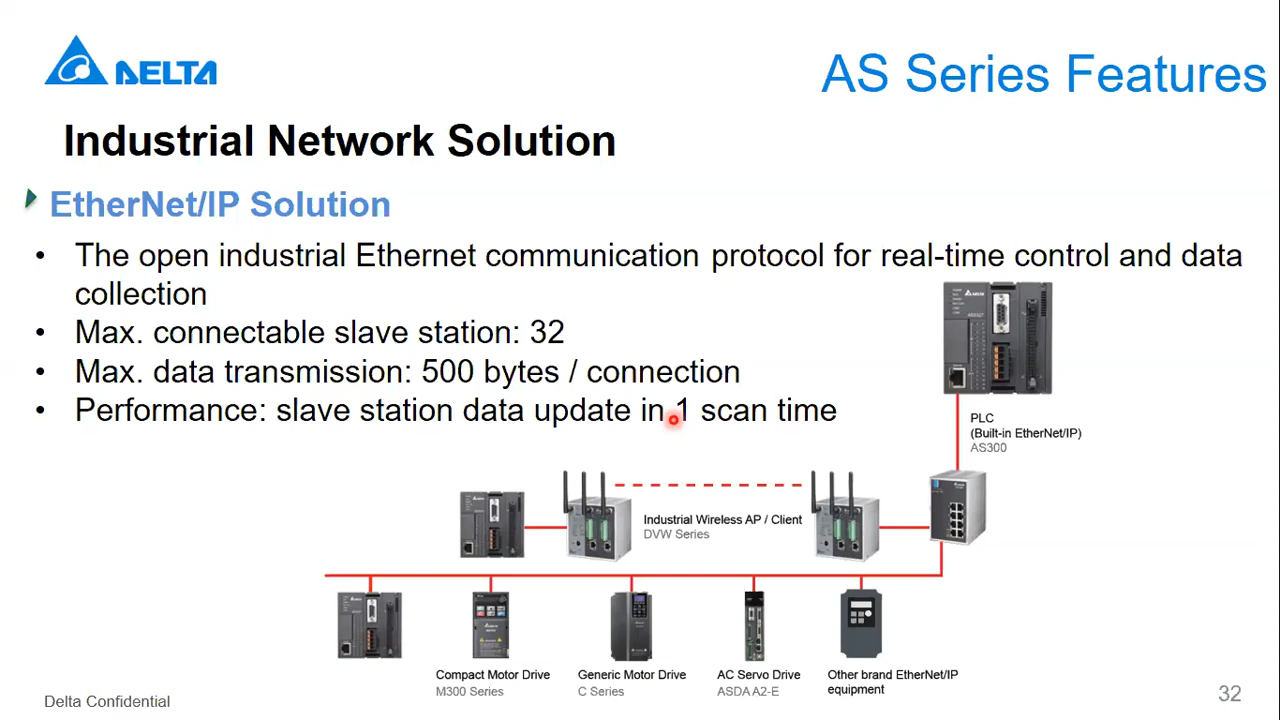 DELTA
AS Series Features
Industrial Network Solution
EtherNet/IP Solution
• The open industrial Ethernet communication protocol for real-time control and data
collection
• Max. connectable slave station: 32
• Max. data transmission: 500 bytes / connection
• Performance: slave station data update in 1 scan time
PLC
(Built-in EtherNet/IP)
AS300
Industrial Wireless AP / Client
DVW Series
Compact Motor Drive
M300 Series
Generic Motor Drive
C Series
AC Servo Drive
ASDA A2-E
Other brand EtherNet/IP
equipment
Delta Confidential
32